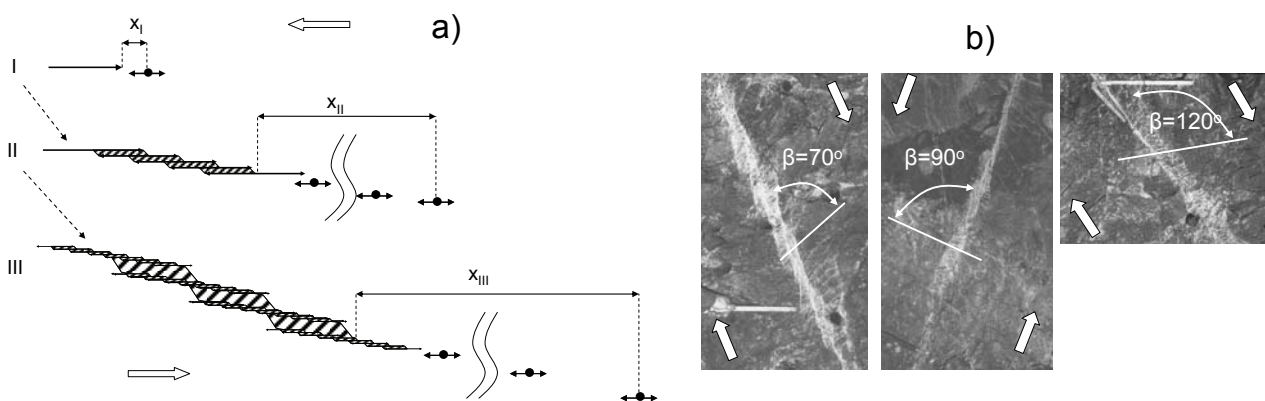 a)
x_I
I
x_II
II
x_III
III
b)
β=70°
β=90°
β=120°